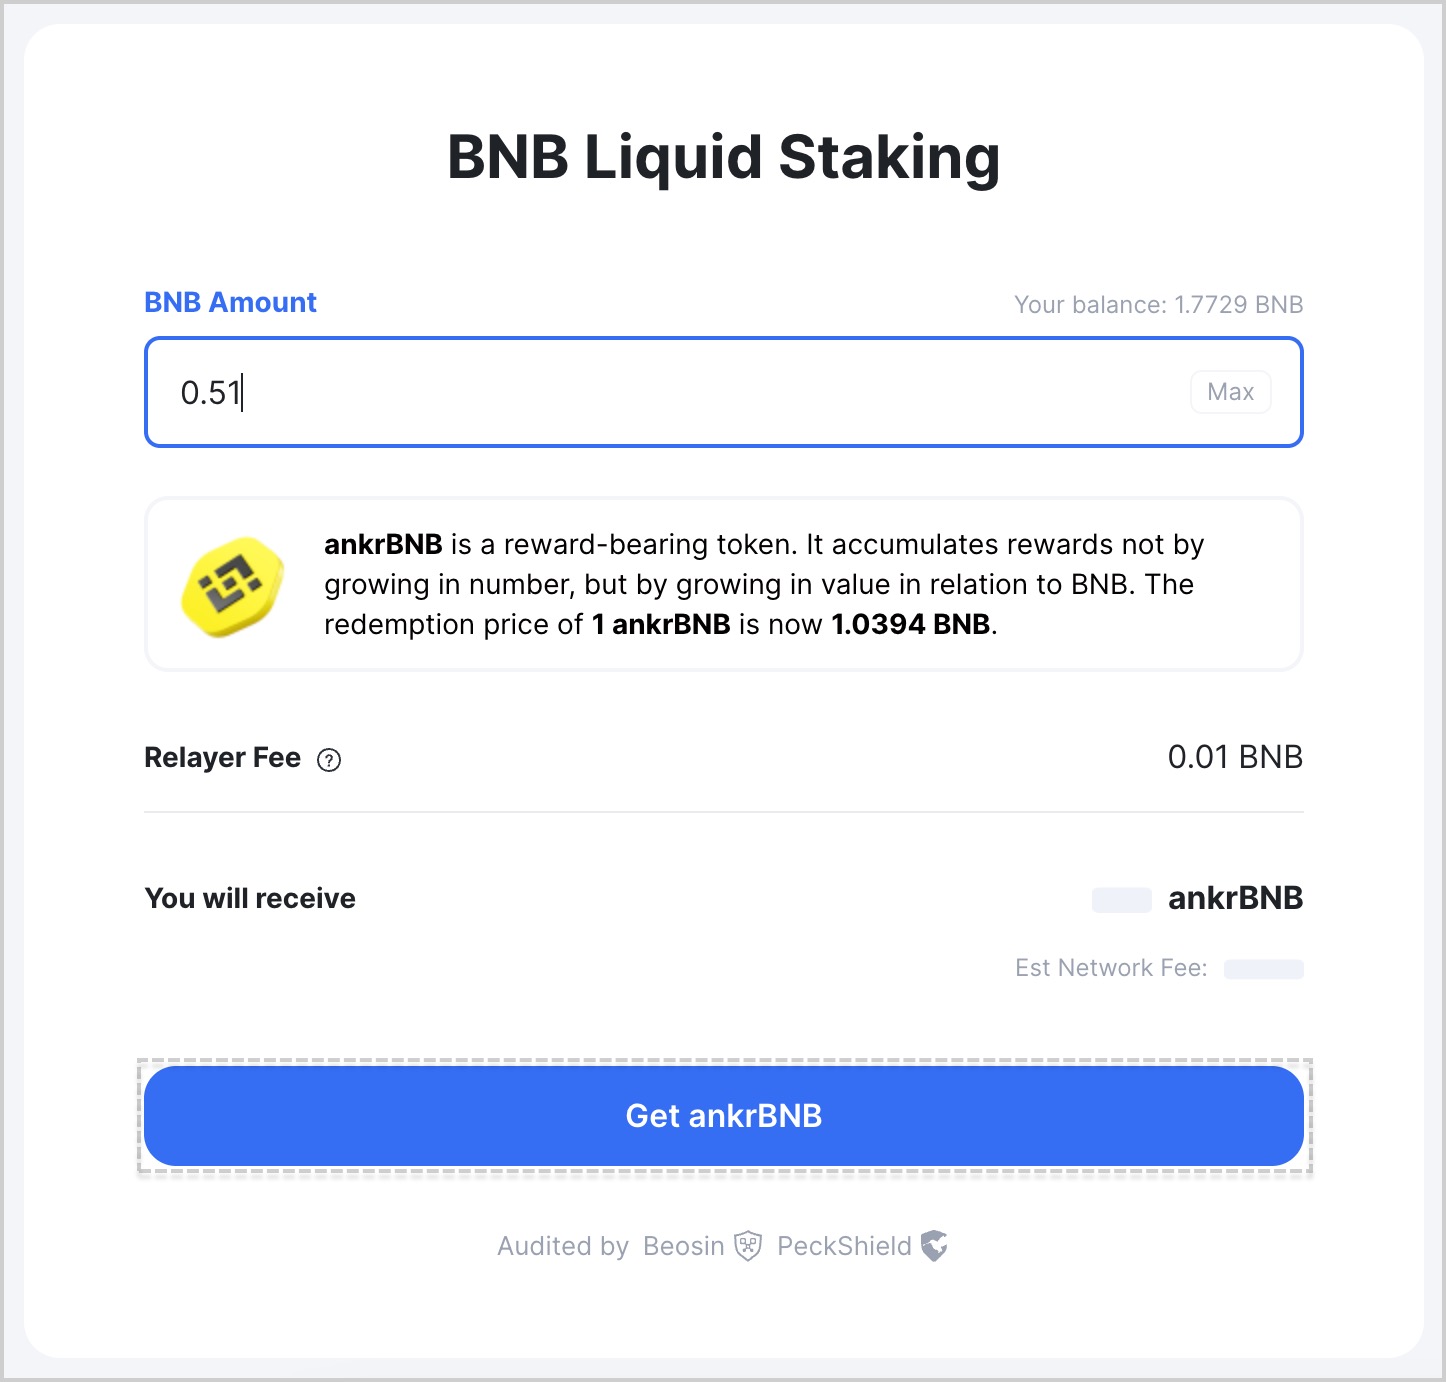 BNB Liquid Staking
BNB Amount
Your balance: 1.7729 BNB
0.51
Max
ankrBNB is a reward-bearing token. It accumulates rewards not by
growing in number, but by growing in value in relation to BNB. The
redemption price of 1 ankrBNB is now 1.0394 BNB.
Relayer Fee ?
0.01 BNB
You will receive
ankrBNB
Est Network Fee:
Get ankrBNB
Audited by Beosin PeckShield